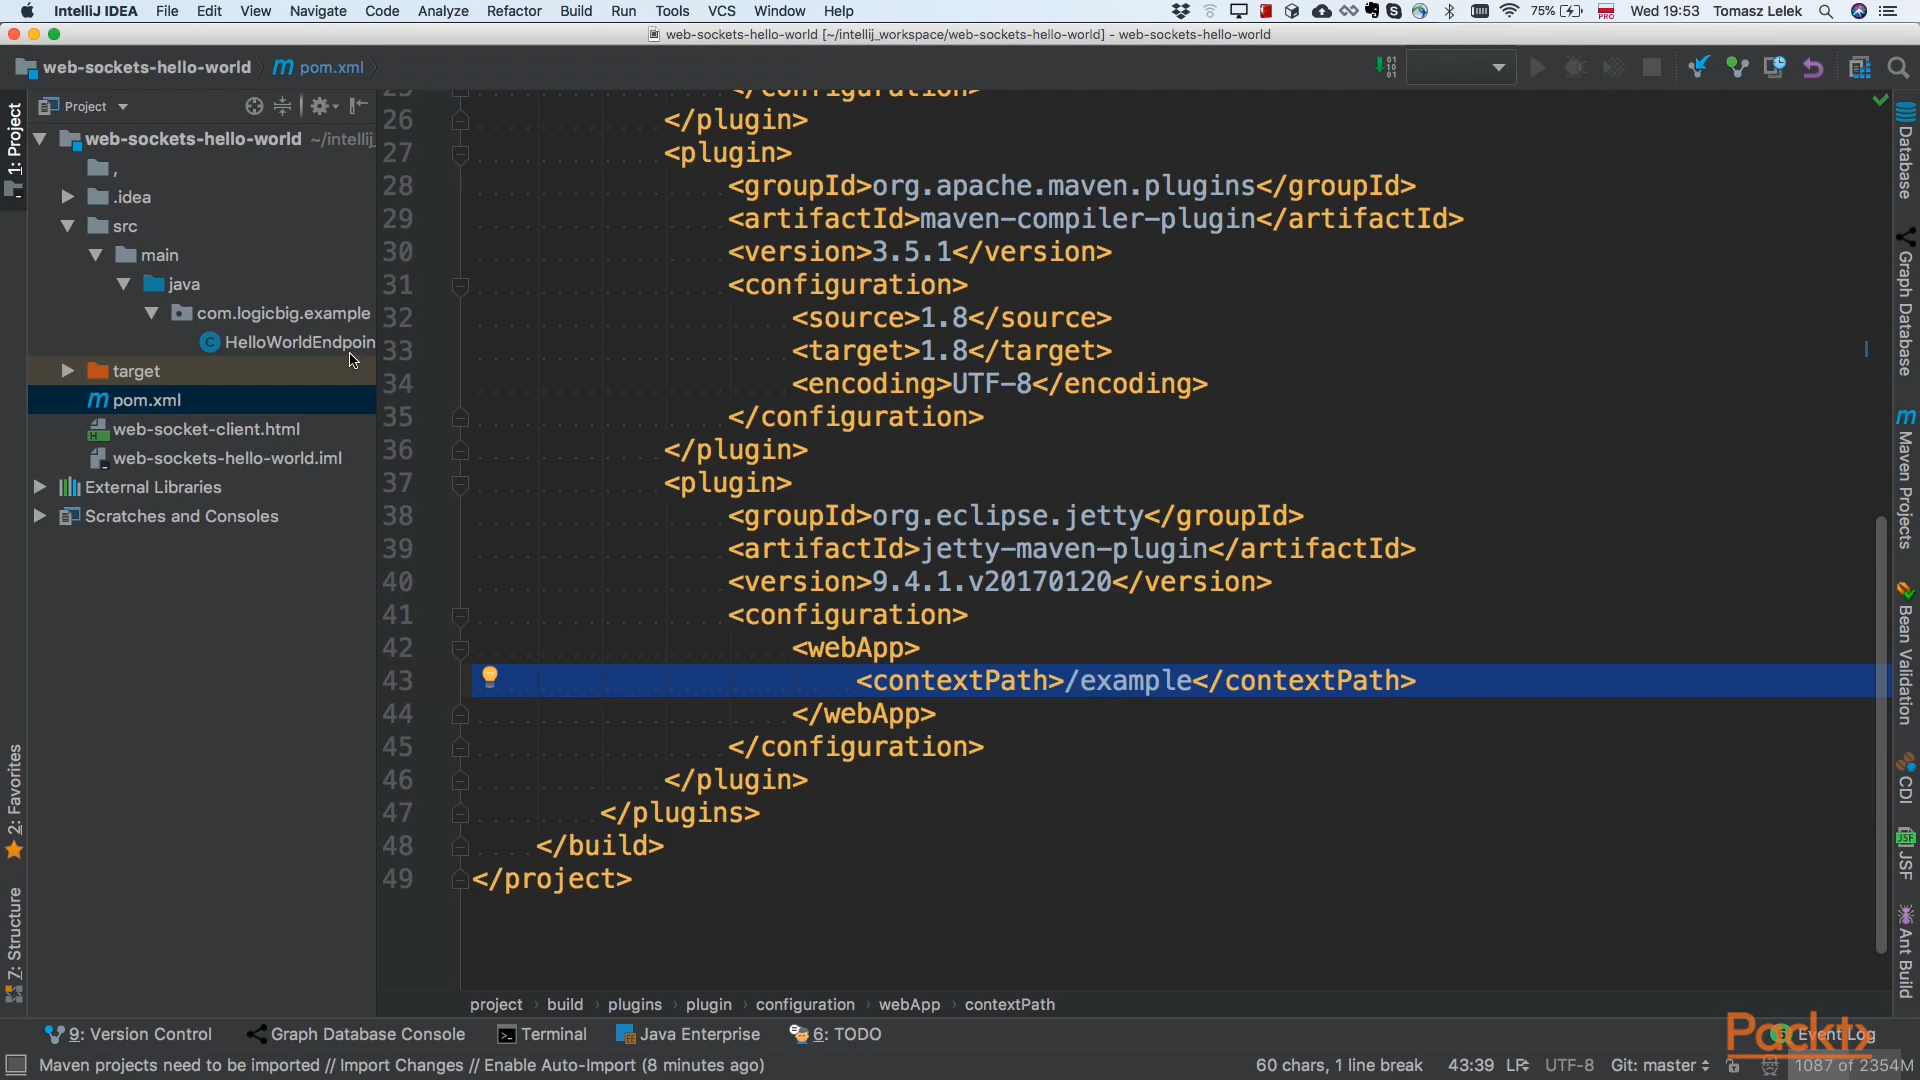 IntelliJ IDEA File Edit View Navigate Code Analyze Refactor Build Run Tools VCS Window Help 75% PRO Wed 19:53 Tomasz Lelek
web-sockets-hello-world [~/intellij_workspace/web-sockets-hello-world] - web-sockets-hello-world
web-sockets-hello-world m pom.xml
Project
1: Project
web-sockets-hello-world ~/intellij
,
.idea
src
main
java
com.logicbig.example
C HelloWorldEndpoin
target
m pom.xml
web-socket-client.html
web-sockets-hello-world.iml
External Libraries
Scratches and Consoles
2: Favorites
7: Structure
25 </configuration>
26 </plugin>
27 <plugin>
28 <groupId>org.apache.maven.plugins</groupId>
29 <artifactId>maven-compiler-plugin</artifactId>
30 <version>3.5.1</version>
31 <configuration>
32 <source>1.8</source>
33 <target>1.8</target>
34 <encoding>UTF-8</encoding>
35 </configuration>
36 </plugin>
37 <plugin>
38 <groupId>org.eclipse.jetty</groupId>
39 <artifactId>jetty-maven-plugin</artifactId>
40 <version>9.4.1.v20170120</version>
41 <configuration>
42 <webApp>
43 <contextPath>/example</contextPath>
44 </webApp>
45 </configuration>
46 </plugin>
47 </plugins>
48 </build>
49 </project>
Database
Graph Database
m Maven Projects
Bean Validation
CDI
JSF
Ant Build
project › build › plugins › plugin › configuration › webApp › contextPath
9: Version Control Graph Database Console Terminal Java Enterprise 6: TODO Event Log
Packt
Maven projects need to be imported // Import Changes // Enable Auto-Import (8 minutes ago) 60 chars, 1 line break 43:39 LF UTF-8 Git: master 1087 of 2354M